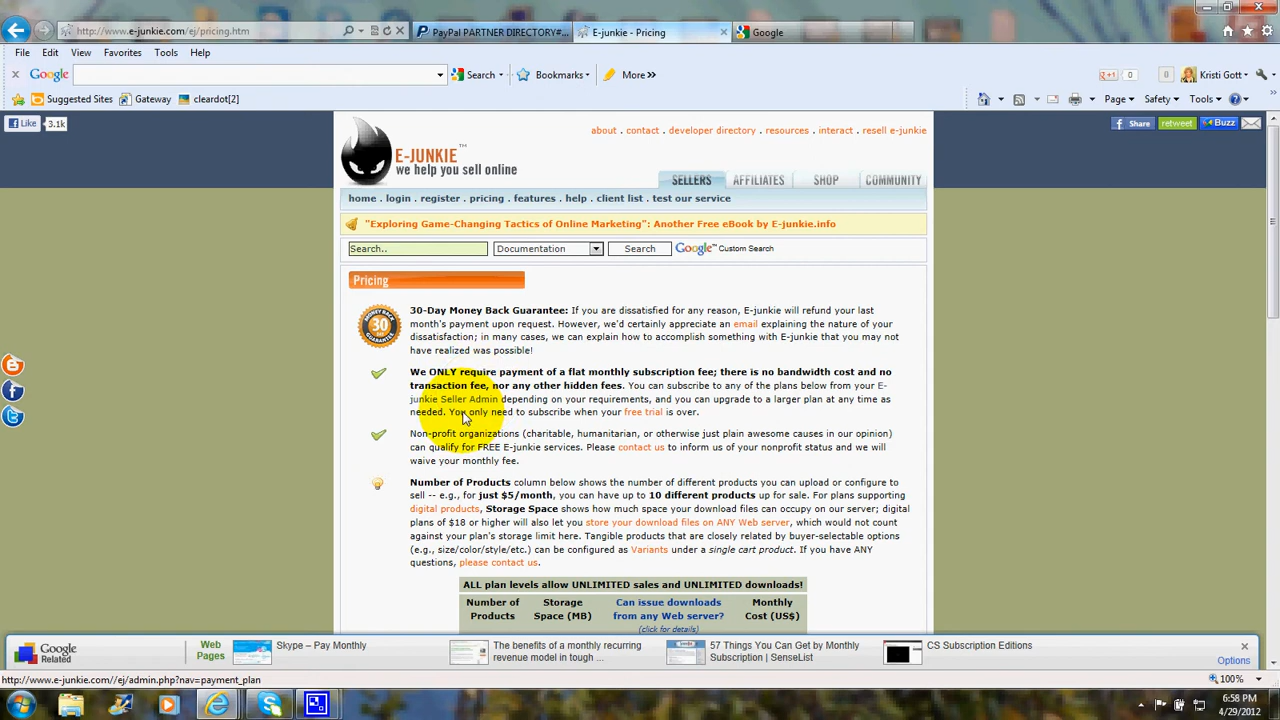 http://www.e-junkie.com/ej/pricing.htm
PayPal PARTNER DIRECTORY#...
E-junkie - Pricing
Google
File Edit View Favorites Tools Help
Google
Search
Bookmarks
More >>
+1 0
0
Kristi Gott
Suggested Sites
Gateway
cleardot[2]
Page
Safety
Tools
Like 3.1k
Share
retweet
Buzz
about . contact . developer directory . resources . interact . resell e-junkie
E-JUNKIE™
we help you sell online
SELLERS AFFILIATES SHOP COMMUNITY
home . login . register . pricing . features . help . client list . test our service
"Exploring Game-Changing Tactics of Online Marketing": Another Free eBook by E-junkie.info
Search..
Documentation
Search
Google™ Custom Search
Pricing
MONEY BACK
30
30-Day Money Back Guarantee: If you are dissatisfied for any reason, E-junkie will refund your last
month's payment upon request. However, we'd certainly appreciate an email explaining the nature of your
dissatisfaction; in many cases, we can explain how to accomplish something with E-junkie that you may not
have realized was possible!
We ONLY require payment of a flat monthly subscription fee; there is no bandwidth cost and no
transaction fee, nor any other hidden fees. You can subscribe to any of the plans below from your E-
junkie Seller Admin depending on your requirements, and you can upgrade to a larger plan at any time as
needed. You only need to subscribe when your free trial is over.
Non-profit organizations (charitable, humanitarian, or otherwise just plain awesome causes in our opinion)
can qualify for FREE E-junkie services. Please contact us to inform us of your nonprofit status and we will
waive your monthly fee.
Number of Products column below shows the number of different products you can upload or configure to
sell -- e.g., for just $5/month, you can have up to 10 different products up for sale. For plans supporting
digital products, Storage Space shows how much space your download files can occupy on our server; digital
plans of $18 or higher will also let you store your download files on ANY Web server, which would not count
against your plan's storage limit here. Tangible products that are closely related by buyer-selectable options
(e.g., size/color/style/etc.) can be configured as Variants under a single cart product. If you have ANY
questions, please contact us.
ALL plan levels allow UNLIMITED sales and UNLIMITED downloads!
Number of Storage Can issue downloads Monthly
Products Space (MB) from any Web server? Cost (US$)
(click for details)
Google
Related
Web
Pages
Skype – Pay Monthly
The benefits of a monthly recurring
revenue model in tough ...
57 Things You Can Get by Monthly
Subscription | SenseList
CS Subscription Editions
Options
http://www.e-junkie.com//ej/admin.php?nav=payment_plan
100%
6:58 PM
4/29/2012